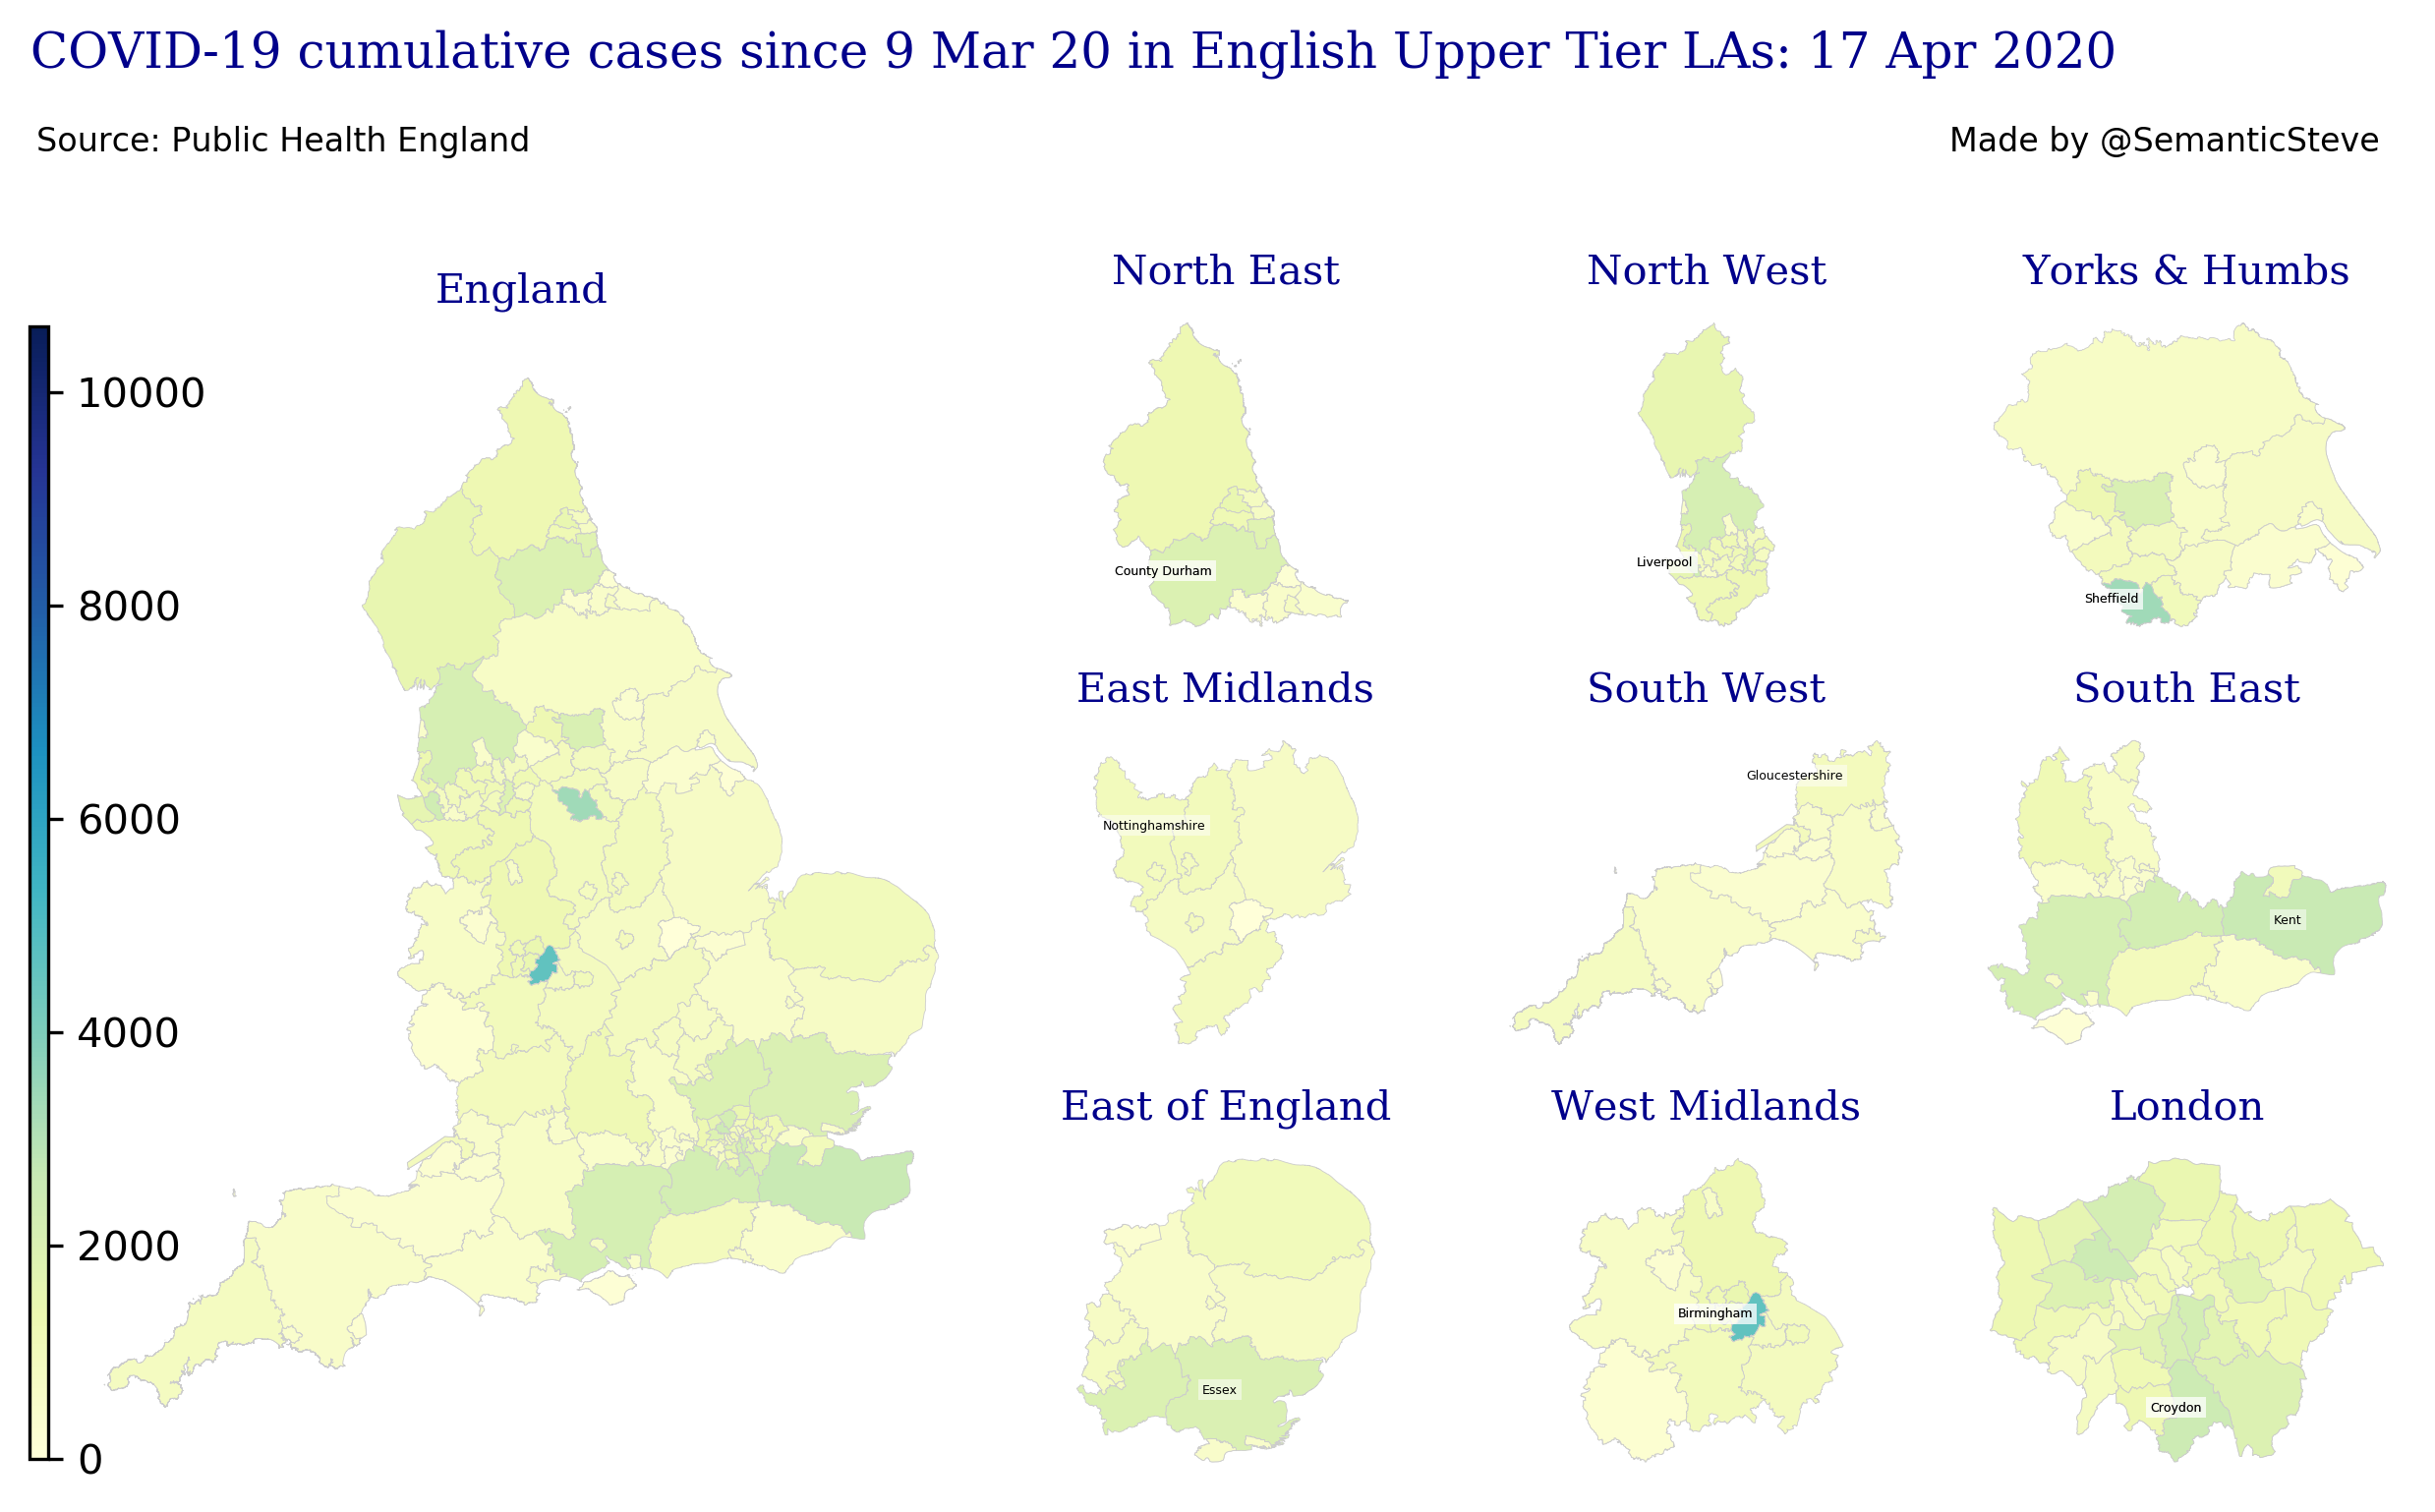 COVID-19 cumulative cases since 9 Mar 20 in English Upper Tier LAs: 17 Apr 2020
Source: Public Health England
Made by @SemanticSteve
England
10000
8000
6000
4000
2000
0
North East
County Durham
North West
Liverpool
Yorks & Humbs
Sheffield
East Midlands
Nottinghamshire
South West
Gloucestershire
South East
Kent
East of England
Essex
West Midlands
Birmingham
London
Croydon